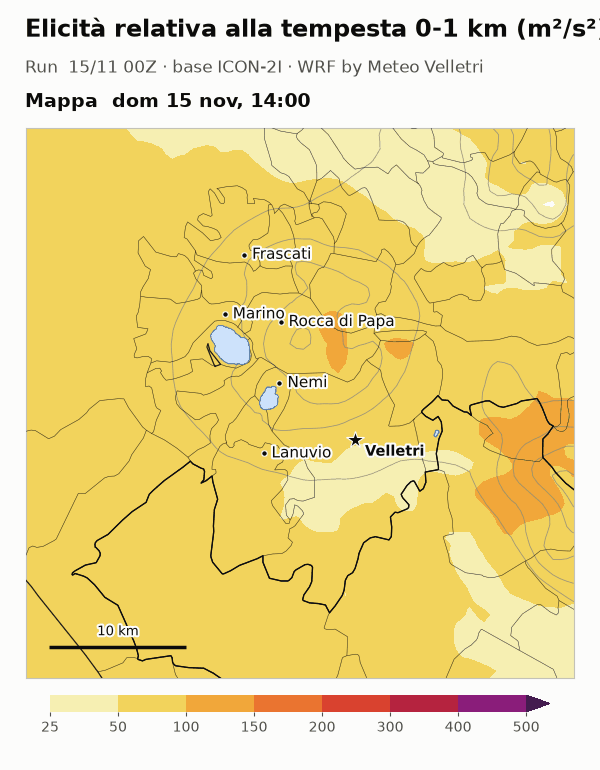 Elicità relativa alla tempesta 0-1 km (m²/s²)
Run  15/11 00Z · base ICON-2I · WRF by Meteo Velletri
Mappa  dom 15 nov, 14:00
Frascati
Marino
Rocca di Papa
Nemi
Velletri
Lanuvio
10 km
25 50 100 150 200 300 400 500